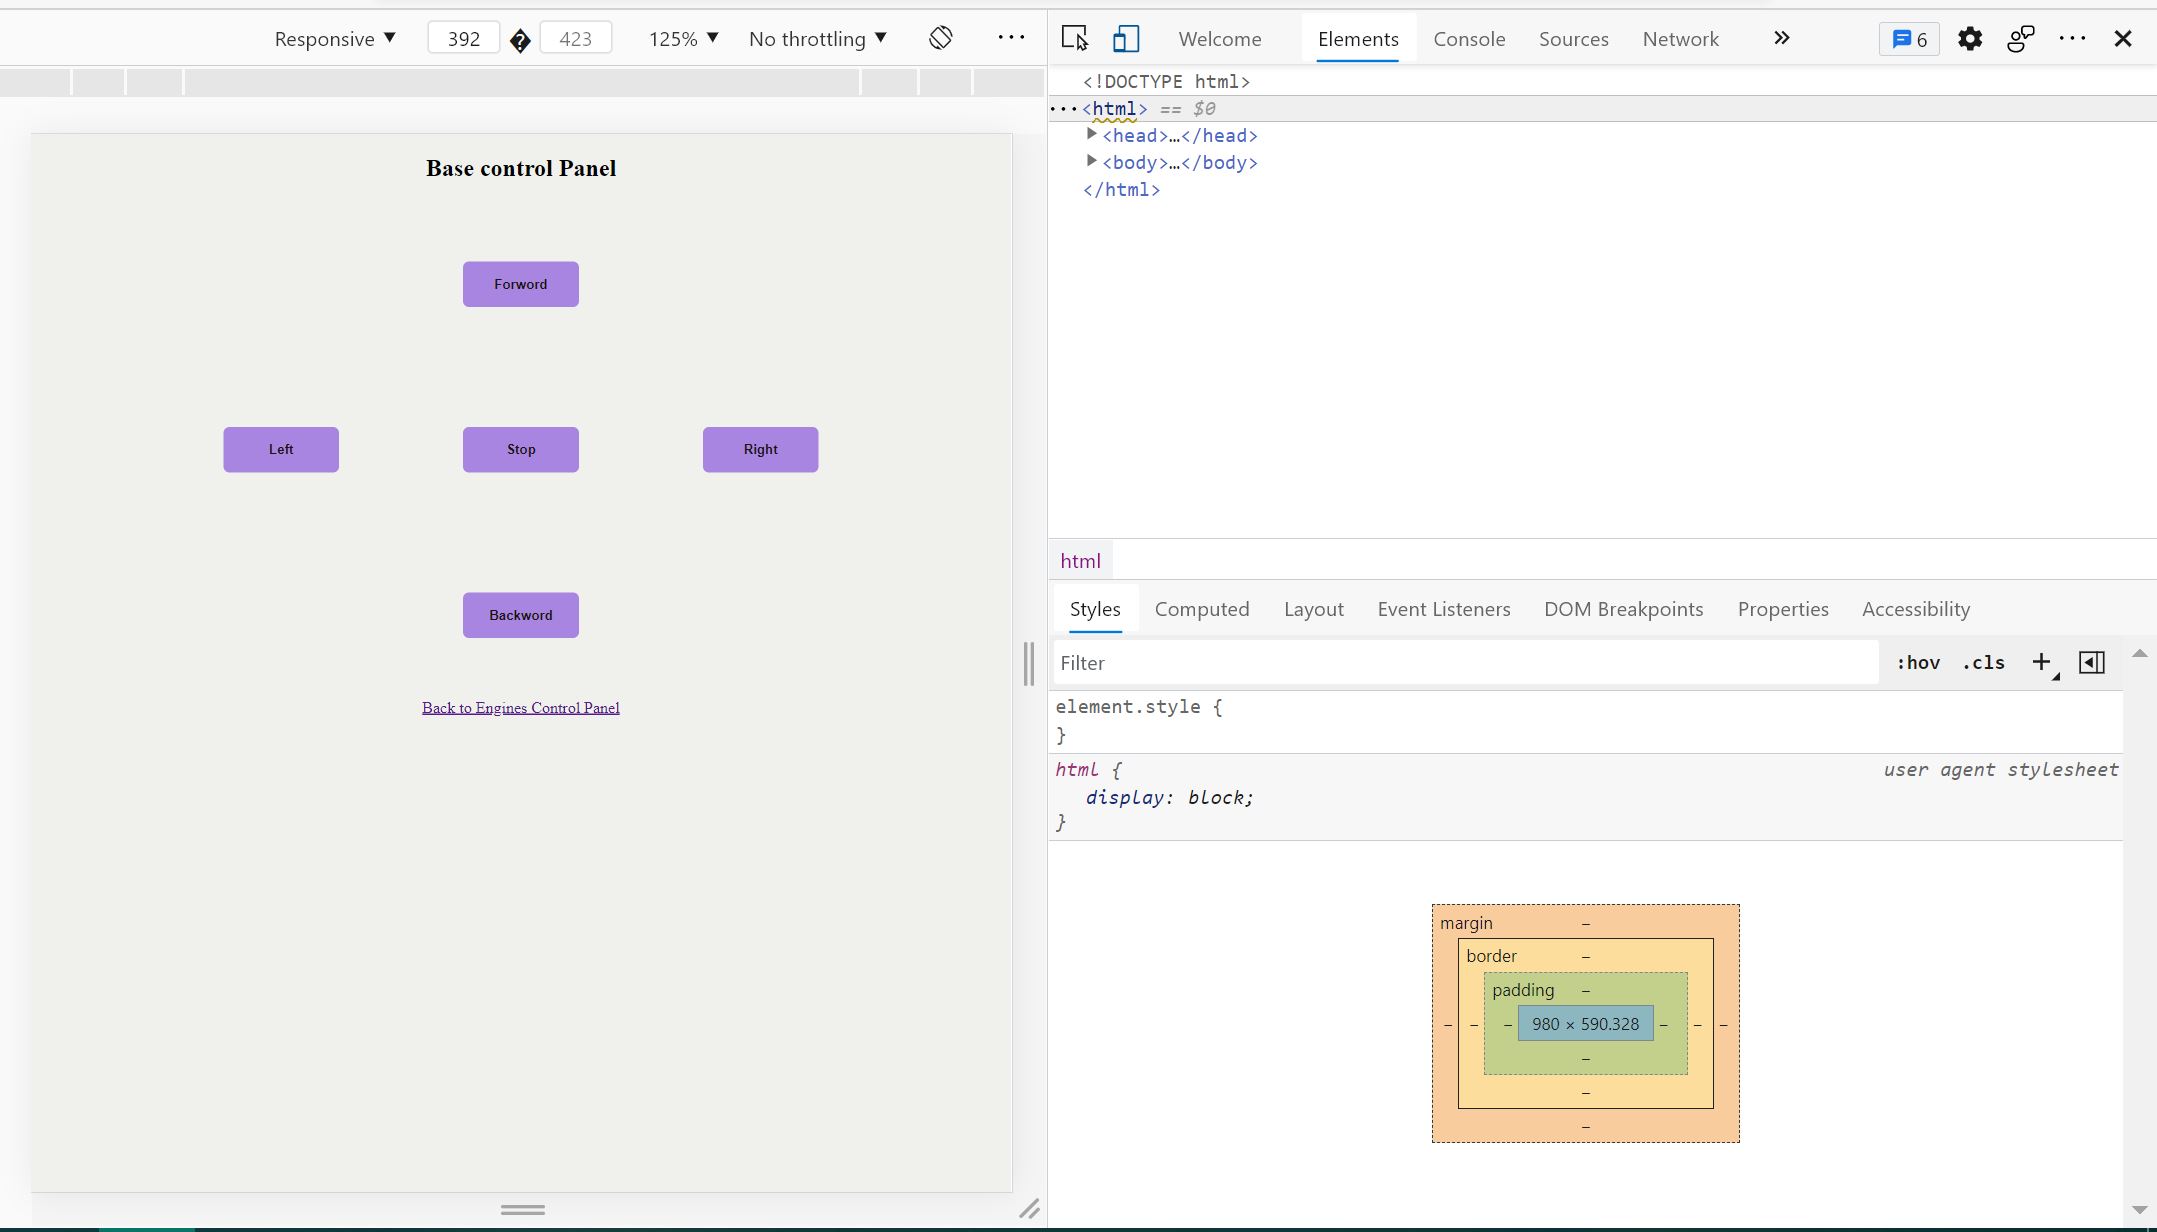 Responsive ▼ 392 � 423 125% ▼ No throttling ▼ ···
Welcome Elements Console Sources Network » 6 ···
<!DOCTYPE html>
···<html> == $0
▶<head>…</head>
▶<body>…</body>
</html>
Base control Panel
Forword
Left Stop Right
Backword
Back to Engines Control Panel
html
Styles Computed Layout Event Listeners DOM Breakpoints Properties Accessibility
Filter :hov .cls +
element.style {
}
html { user agent stylesheet
display: block;
}
margin –
border –
padding –
– – – 980 × 590.328 – – –
–
–
–